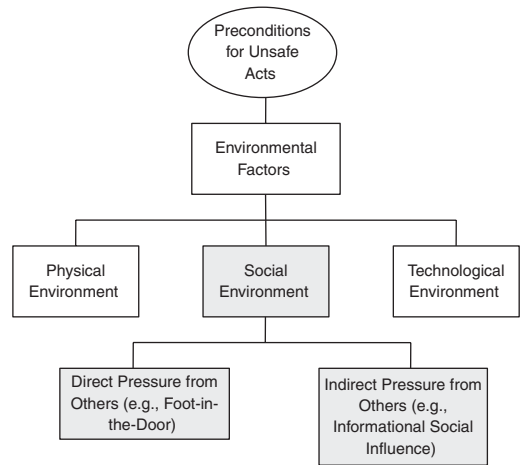 Preconditions
for Unsafe
Acts
Environmental
Factors
Physical
Environment
Social
Environment
Technological
Environment
Direct Pressure from
Others (e.g., Foot-in-
the-Door)
Indirect Pressure from
Others (e.g.,
Informational Social
Influence)